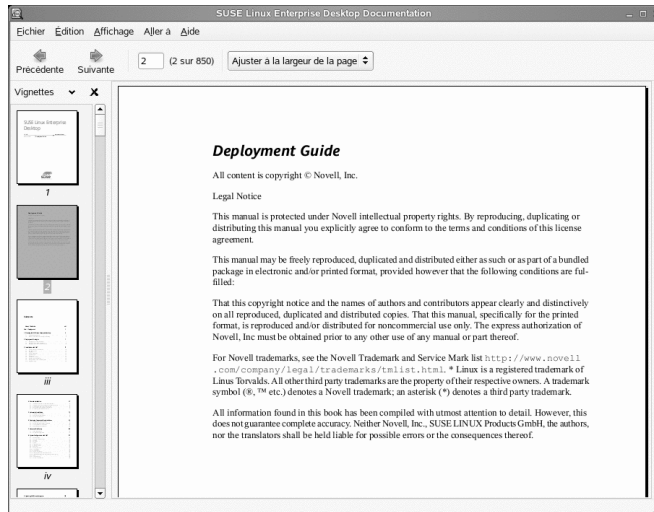 SUSE Linux Enterprise Desktop Documentation
Eichier Édition Affichage Aller à Aide
Précédente Suivante 2 (2 sur 850) Ajuster à la largeur de la page
Vignettes
SUSE Linux Enterprise
Desktop
1
2
iii
iv
Deployment Guide
All content is copyright © Novell, Inc.
Legal Notice
This manual is protected under Novell intellectual property rights. By reproducing, duplicating or
distributing this manual you explicitly agree to conform to the terms and conditions of this license
agreement.
This manual may be freely reproduced, duplicated and distributed either as such or as part of a bundled
package in electronic and/or printed format, provided however that the following conditions are ful-
filled:
That this copyright notice and the names of authors and contributors appear clearly and distinctively
on all reproduced, duplicated and distributed copies. That this manual, specifically for the printed
format, is reproduced and/or distributed for noncommercial use only. The express authorization of
Novell, Inc must be obtained prior to any other use of any manual or part thereof.
For Novell trademarks, see the Novell Trademark and Service Mark list http://www.novell
.com/company/legal/trademarks/tmlist.html. * Linux is a registered trademark of
Linus Torvalds. All other third party trademarks are the property of their respective owners. A trademark
symbol (®, ™ etc.) denotes a Novell trademark; an asterisk (*) denotes a third party trademark.
All information found in this book has been compiled with utmost attention to detail. However, this
does not guarantee complete accuracy. Neither Novell, Inc., SUSE LINUX Products GmbH, the authors,
nor the translators shall be held liable for possible errors or the consequences thereof.